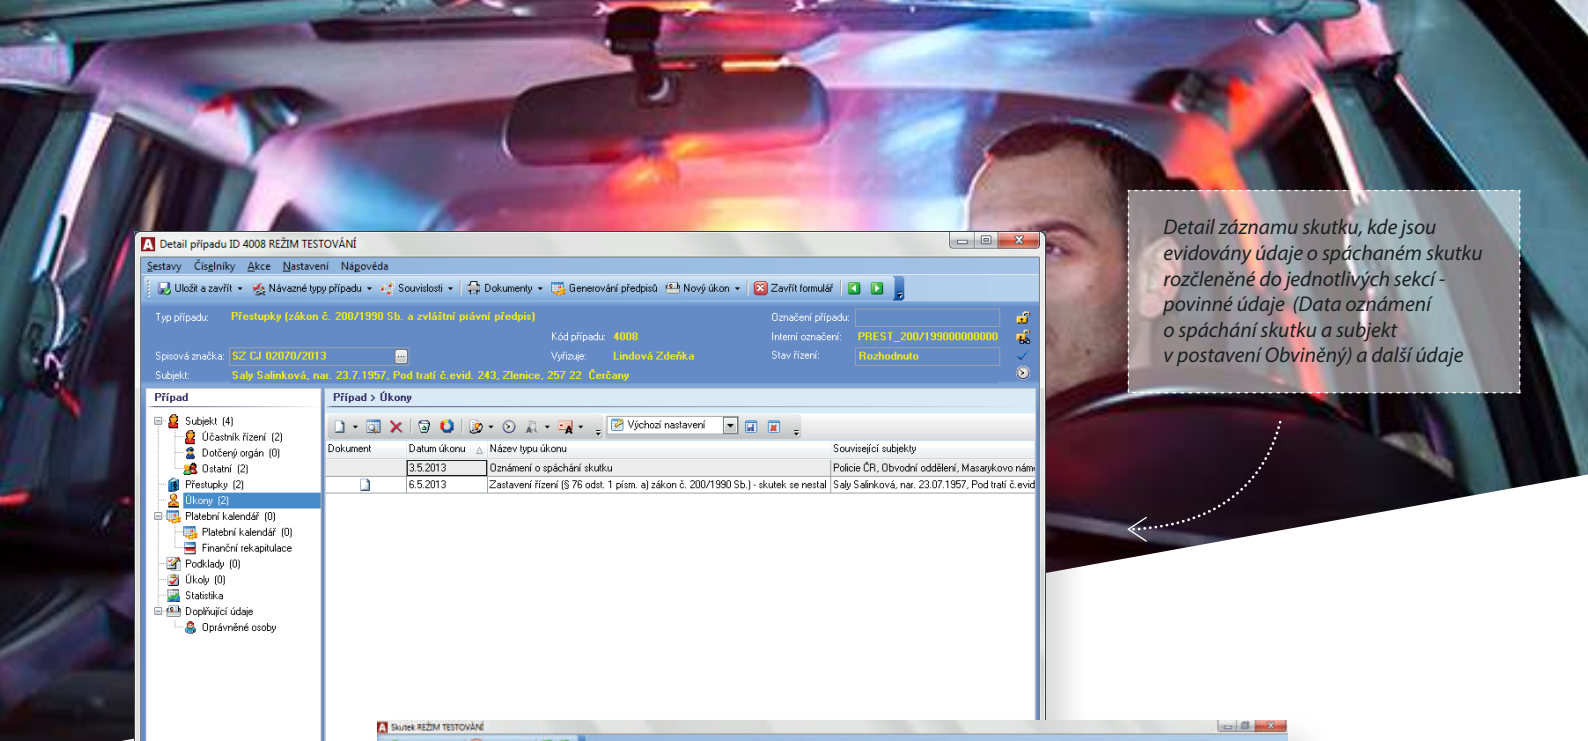 Detail záznamu skutku, kde jsou
evidovány údaje o spáchaném skutku
rozčleněné do jednotlivých sekcí -
povinné údaje (Data oznámení
o spáchání skutku a subjekt
v postavení Obviněný) a další údaje
Detail případu ID 4008 REŽIM TESTOVÁNÍ
Sestavy Číselníky Akce Nastavení Nápověda
Uložit a zavřít Návazné typy případu Souvislosti Dokumenty Generování předpisů Nový úkon Zavřít formulář
Typ případu: Přestupky (zákon č. 200/1990 Sb. a zvláštní právní předpis) Označení případu:
Kód případu: 4008 Interní označení: PREST_200/199000000000
Spisová značka: SZ CJ 02070/2013 ... Vyřizuje: Lindová Zdeňka Stav řízení: Rozhodnuto
Subjekt: Saly Salinková, nar. 23.7.1957, Pod tratí č.evid. 243, Zlenice, 257 22 Čerčany
Případ
Subjekt (4)
Účastník řízení (2)
Dotčený orgán (0)
Ostatní (2)
Přestupky (2)
Úkony (2)
Platební kalendář (0)
Platební kalendář (0)
Finanční rekapitulace
Podklady (0)
Úkoly (0)
Statistika
Doplňující údaje
Oprávněné osoby
Případ > Úkony
Výchozí nastavení
Dokument Datum úkonu Název typu úkonu Související subjekty
3.5.2013 Oznámení o spáchání skutku Policie ČR, Obvodní oddělení, Masarykovo námě
6.5.2013 Zastavení řízení (§ 76 odst. 1 písm. a) zákon č. 200/1990 Sb.) - skutek se nestal Saly Salinková, nar. 23.07.1957, Pod tratí č.evid
Skutek REŽIM TESTOVÁNÍ